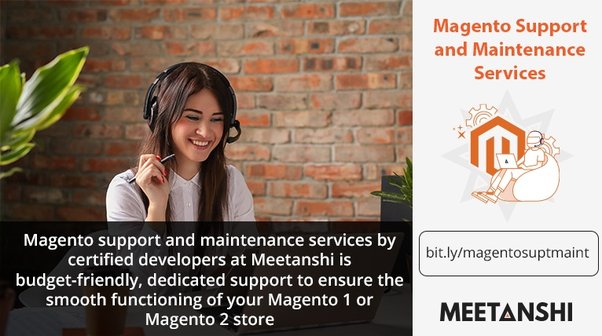 Magento Support
and Maintenance
Services
bit.ly/magentosuptmaint
MEETANSHI
Magento support and maintenance services by
certified developers at Meetanshi is
budget-friendly, dedicated support to ensure the
smooth functioning of your Magento 1 or
Magento 2 store